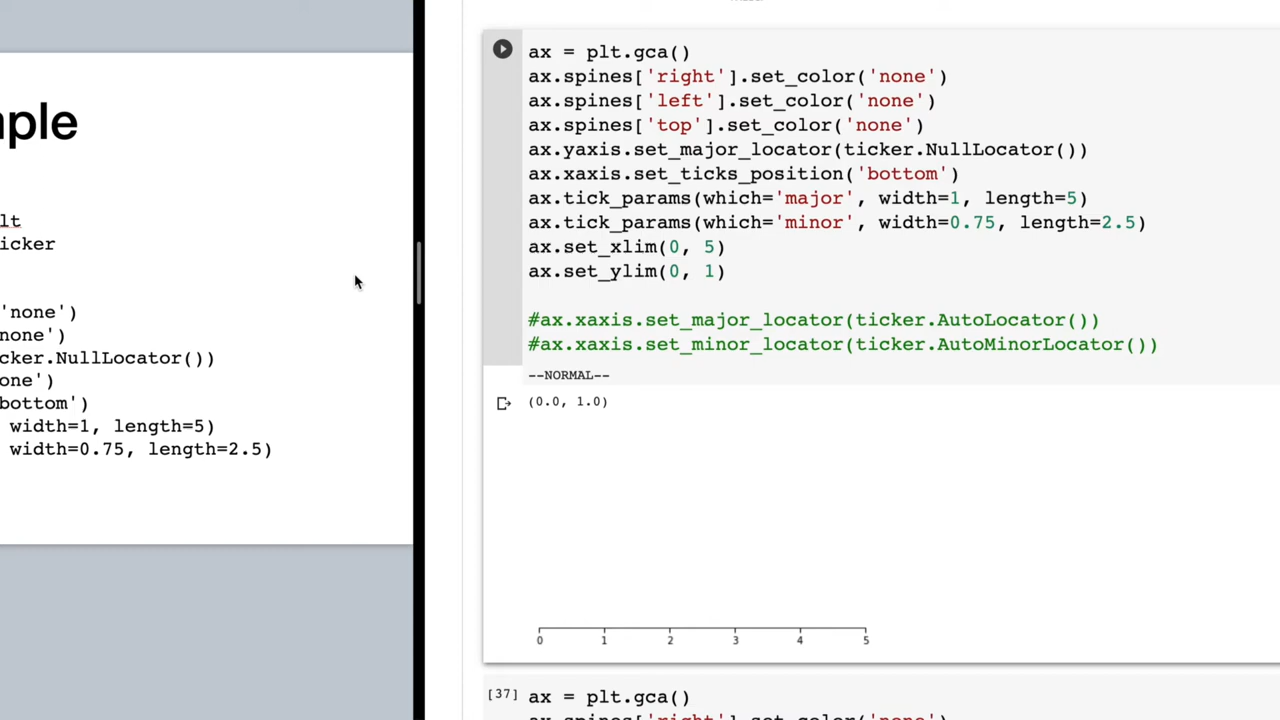 mple
lt
icker
'none')
none')
cker.NullLocator())
one')
bottom')
width=1, length=5)
width=0.75, length=2.5)
ax = plt.gca()
ax.spines['right'].set_color('none')
ax.spines['left'].set_color('none')
ax.spines['top'].set_color('none')
ax.yaxis.set_major_locator(ticker.NullLocator())
ax.xaxis.set_ticks_position('bottom')
ax.tick_params(which='major', width=1, length=5)
ax.tick_params(which='minor', width=0.75, length=2.5)
ax.set_xlim(0, 5)
ax.set_ylim(0, 1)
#ax.xaxis.set_major_locator(ticker.AutoLocator())
#ax.xaxis.set_minor_locator(ticker.AutoMinorLocator())
--NORMAL--
(0.0, 1.0)
0 1 2 3 4 5
[37] ax = plt.gca()